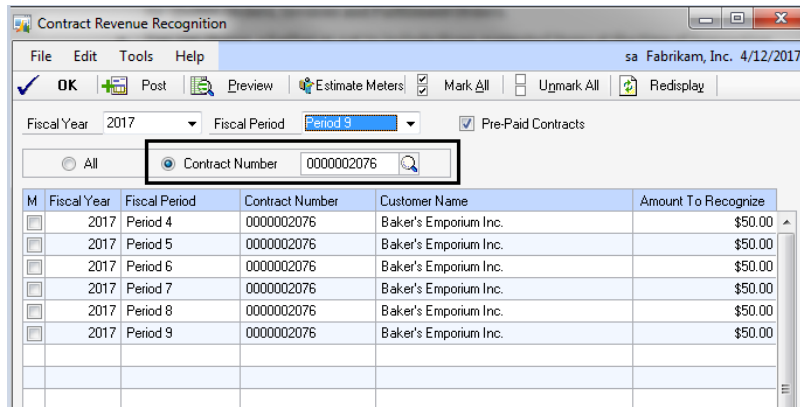 Contract Revenue Recognition
File Edit Tools Help sa Fabrikam, Inc. 4/12/2017
OK Post Preview Estimate Meters Mark All Unmark All Redisplay
Fiscal Year 2017 Fiscal Period Period 9 Pre-Paid Contracts
All Contract Number 0000002076
M Fiscal Year Fiscal Period Contract Number Customer Name Amount To Recognize
2017 Period 4 0000002076 Baker's Emporium Inc. $50.00
2017 Period 5 0000002076 Baker's Emporium Inc. $50.00
2017 Period 6 0000002076 Baker's Emporium Inc. $50.00
2017 Period 7 0000002076 Baker's Emporium Inc. $50.00
2017 Period 8 0000002076 Baker's Emporium Inc. $50.00
2017 Period 9 0000002076 Baker's Emporium Inc. $50.00